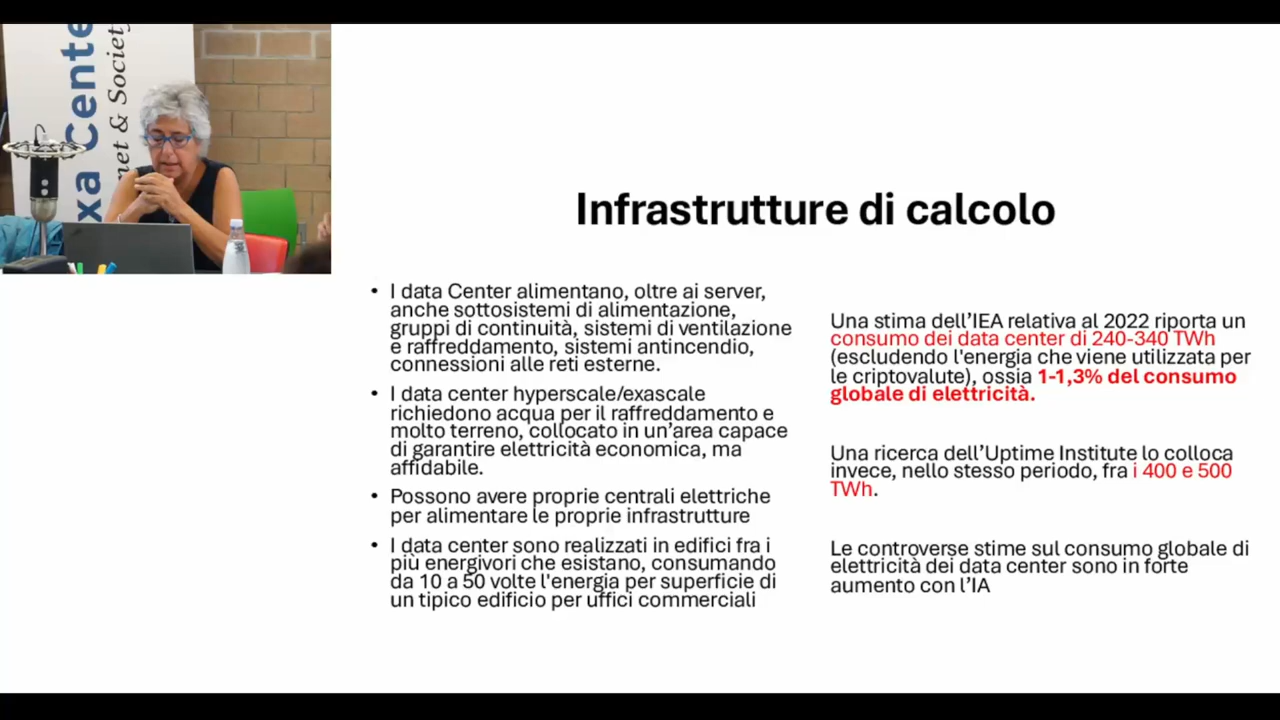 xa Cente
net & Society
Infrastrutture di calcolo
• I data Center alimentano, oltre ai server,
anche sottosistemi di alimentazione,
gruppi di continuità, sistemi di ventilazione
e raffreddamento, sistemi antincendio,
connessioni alle reti esterne.
• I data center hyperscale/exascale
richiedono acqua per il raffreddamento e
molto terreno, collocato in un’area capace
di garantire elettricità economica, ma
affidabile.
• Possono avere proprie centrali elettriche
per alimentare le proprie infrastrutture
• I data center sono realizzati in edifici fra i
più energivori che esistano, consumando
da 10 a 50 volte l'energia per superficie di
un tipico edificio per uffici commerciali
Una stima dell’IEA relativa al 2022 riporta un
consumo dei data center di 240-340 TWh
(escludendo l'energia che viene utilizzata per
le criptovalute), ossia 1-1,3% del consumo
globale di elettricità.
Una ricerca dell’Uptime Institute lo colloca
invece, nello stesso periodo, fra i 400 e 500
TWh.
Le controverse stime sul consumo globale di
elettricità dei data center sono in forte
aumento con l’IA